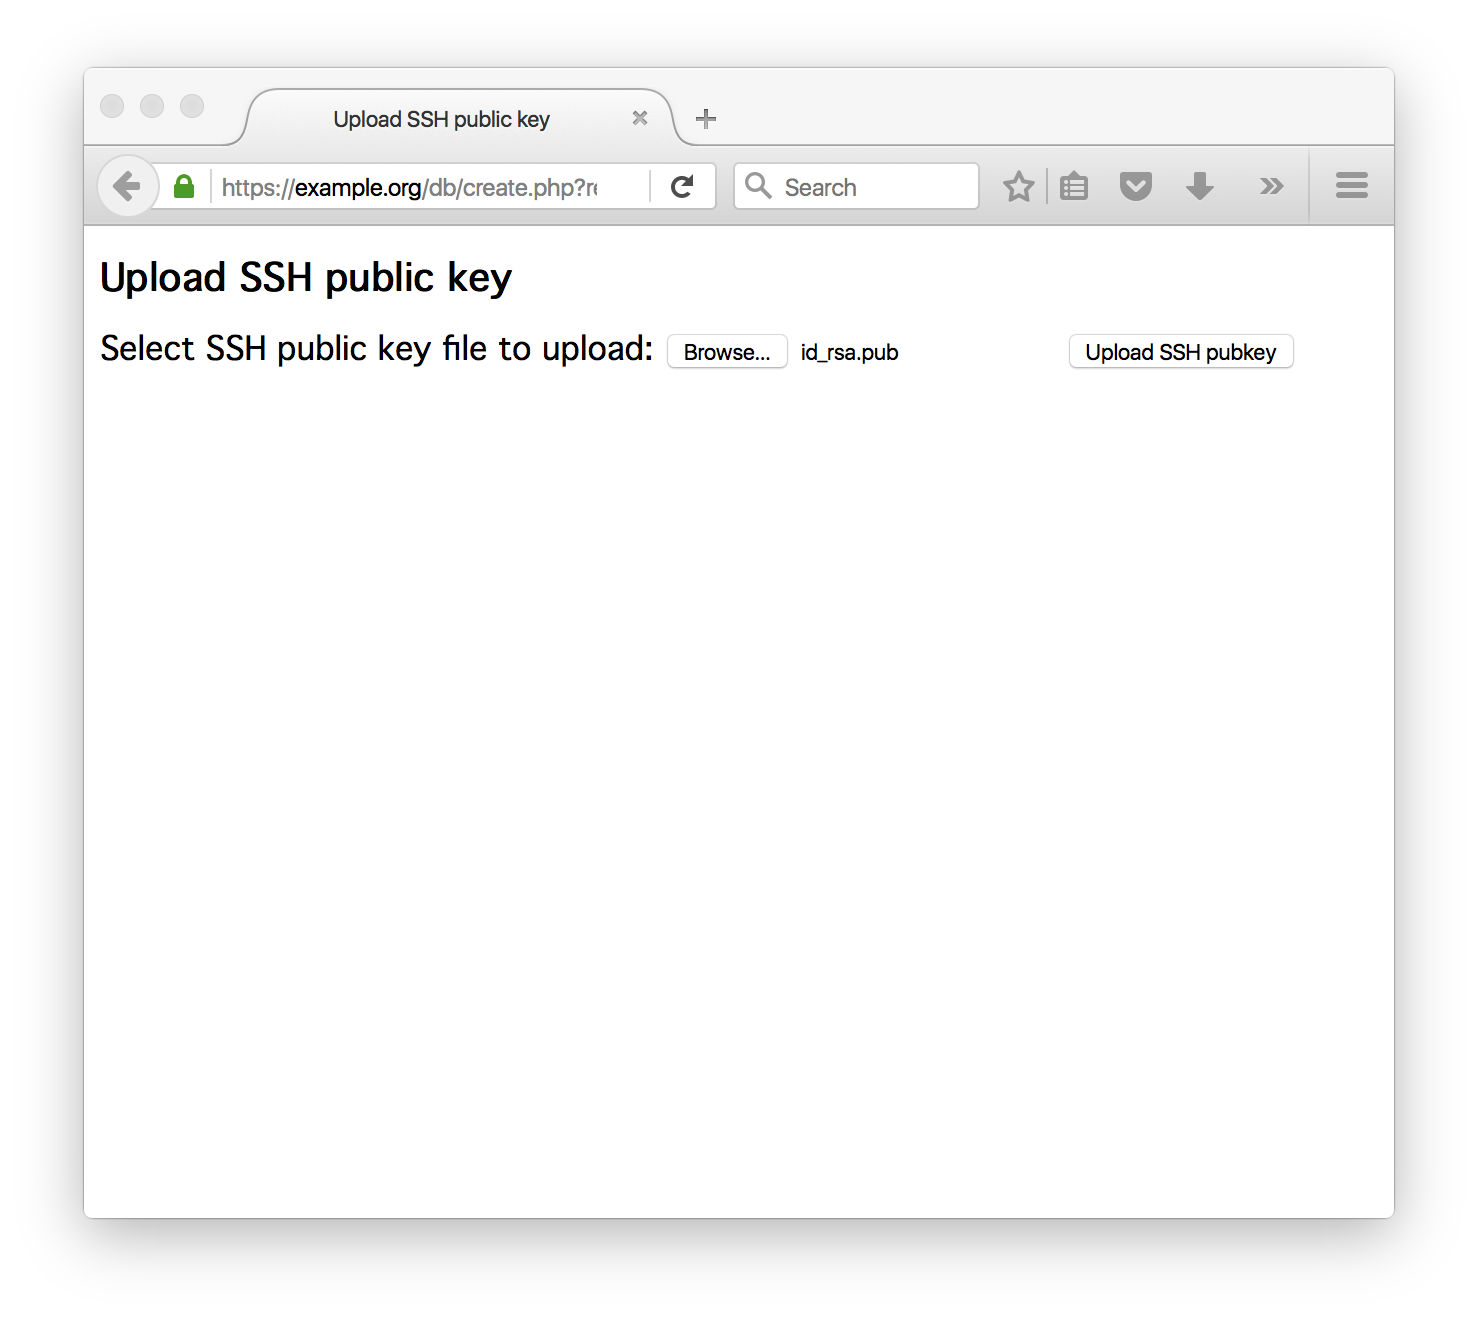 Upload SSH public key
https://example.org/db/create.php?re
Search
Upload SSH public key
Select SSH public key file to upload: Browse... id_rsa.pub Upload SSH pubkey